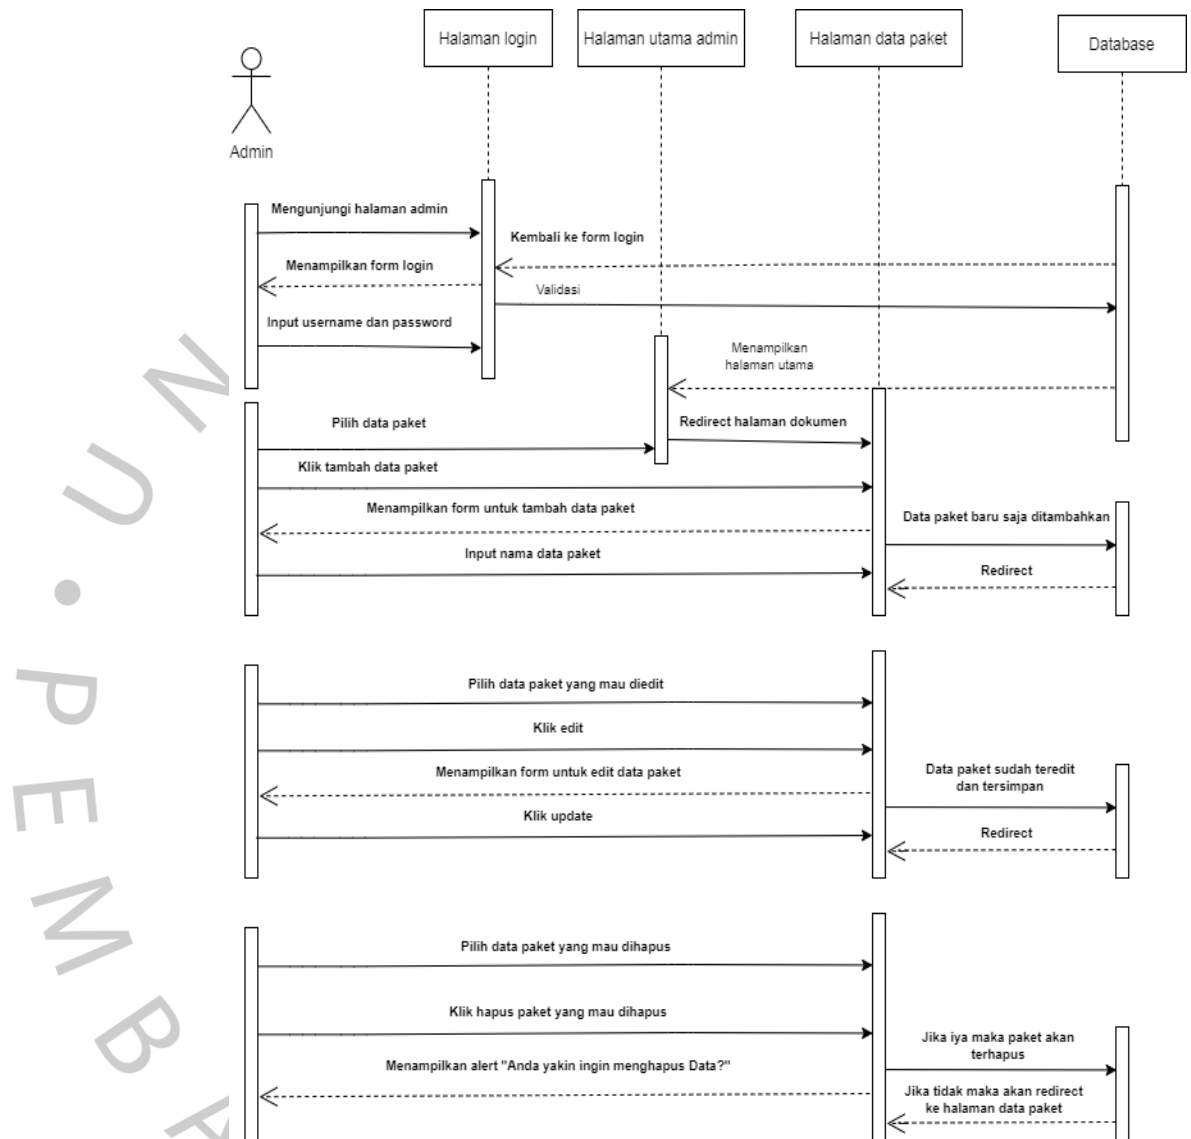 Halaman login
Halaman utama admin
Halaman data paket
Database
Admin
Mengunjungi halaman admin
Kembali ke form login
Menampilkan form login
Validasi
Input username dan password
Menampilkan
halaman utama
Pilih data paket
Redirect halaman dokumen
Klik tambah data paket
Menampilkan form untuk tambah data paket
Data paket baru saja ditambahkan
Input nama data paket
Redirect
Pilih data paket yang mau diedit
Klik edit
Menampilkan form untuk edit data paket
Data paket sudah teredit
dan tersimpan
Klik update
Redirect
Pilih data paket yang mau dihapus
Klik hapus paket yang mau dihapus
Jika iya maka paket akan
terhapus
Menampilkan alert "Anda yakin ingin menghapus Data?"
Jika tidak maka akan redirect
ke halaman data paket
N U • P E M B A